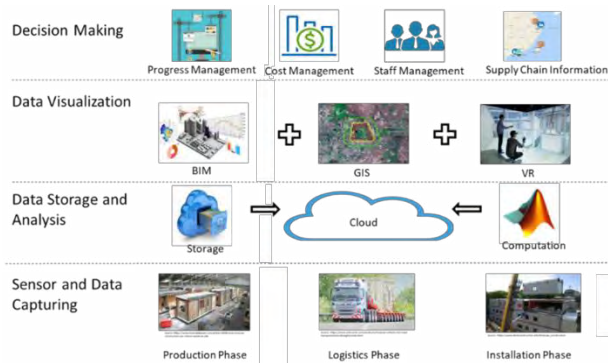 Decision Making
Progress Management
Cost Management
Staff Management
Supply Chain Information
Data Visualization
BIM
GIS
VR
Data Storage and
Analysis
Storage
Cloud
Computation
Sensor and Data
Capturing
Production Phase
Logistics Phase
Installation Phase